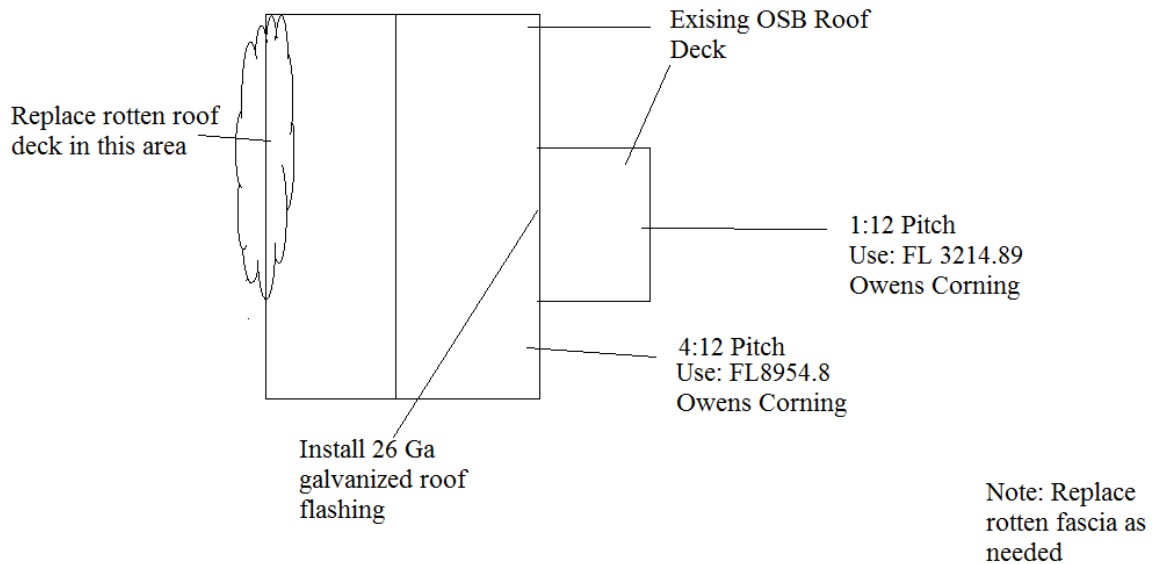 Exising OSB Roof
Deck
Replace rotten roof
deck in this area
1:12 Pitch
Use: FL 3214.89
Owens Corning
4:12 Pitch
Use: FL8954.8
Owens Corning
Install 26 Ga
galvanized roof
flashing
Note: Replace
rotten fascia as
needed